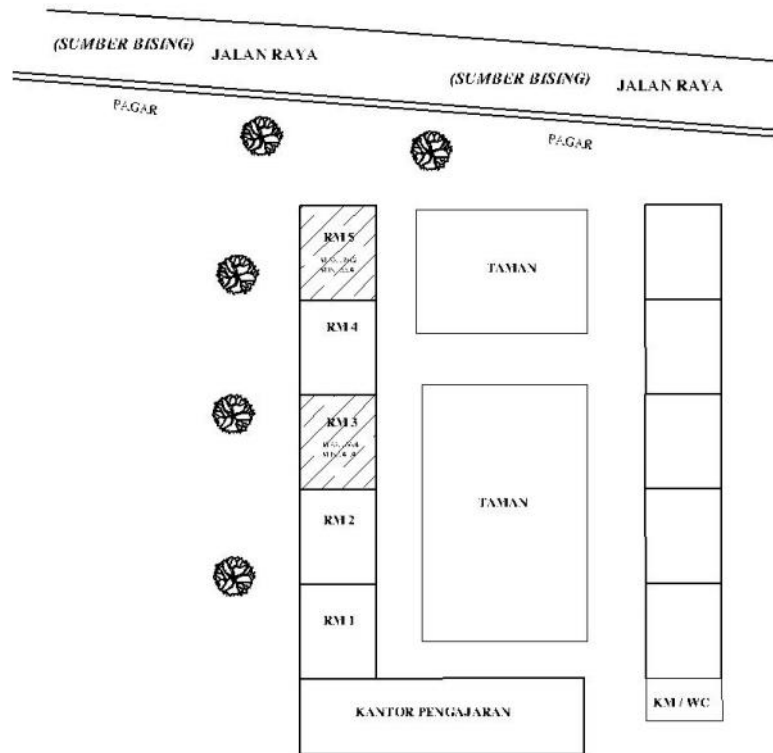 (SUMBER BISING) JALAN RAYA
(SUMBER BISING) JALAN RAYA
PAGAR
PAGAR
RM 5
TAMAN
RM 4
RM 3
TAMAN
RM 2
RM 1
KANTOR PENGAJARAN
KM / WC